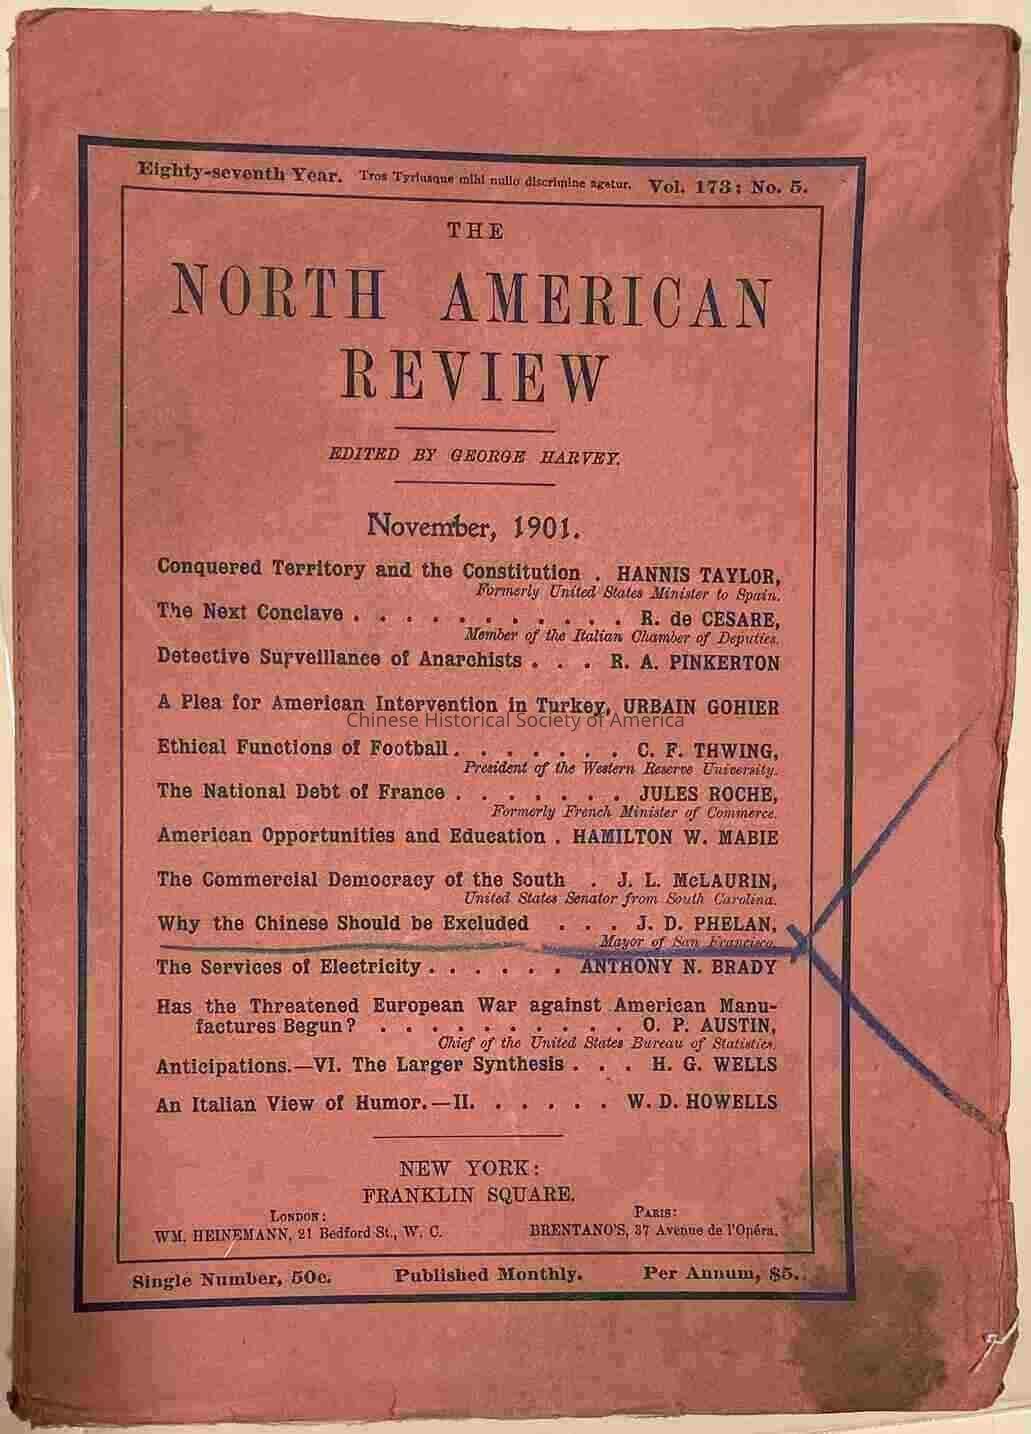 Eighty-seventh Year. Tros Tyriusque mihi nullo discrimine agetur. Vol. 173; No. 5.
THE
NORTH AMERICAN
REVIEW
EDITED BY GEORGE HARVEY.
November, 1901.
Conquered Territory and the Constitution . HANNIS TAYLOR,
Formerly United States Minister to Spain.
The Next Conclave . . . . . . . . . . . R. de CESARE,
Member of the Italian Chamber of Deputies.
Detective Surveillance of Anarchists . . . R. A. PINKERTON
A Plea for American Intervention in Turkey, URBAIN GOHIER
Chinese Historical Society of America
Ethical Functions of Football . . . . . . . C. F. THWING,
President of the Western Reserve University.
The National Debt of France . . . . . . . JULES ROCHE,
Formerly French Minister of Commerce.
American Opportunities and Education . HAMILTON W. MABIE
The Commercial Democracy of the South . J. L. McLAURIN,
United States Senator from South Carolina.
Why the Chinese Should be Excluded . . . J. D. PHELAN,
Mayor of San Francisco.
The Services of Electricity . . . . . . ANTHONY N. BRADY
Has the Threatened European War against American Manu-
factures Begun? . . . . . . . . . . O. P. AUSTIN,
Chief of the United States Bureau of Statistics.
Anticipations.—VI. The Larger Synthesis . . . H. G. WELLS
An Italian View of Humor.—II. . . . . . . W. D. HOWELLS
NEW YORK:
FRANKLIN SQUARE.
LONDON:
WM. HEINEMANN, 21 Bedford St., W. C.
PARIS:
BRENTANO'S, 37 Avenue de l'Opéra.
Single Number, 50c. Published Monthly. Per Annum, $5.